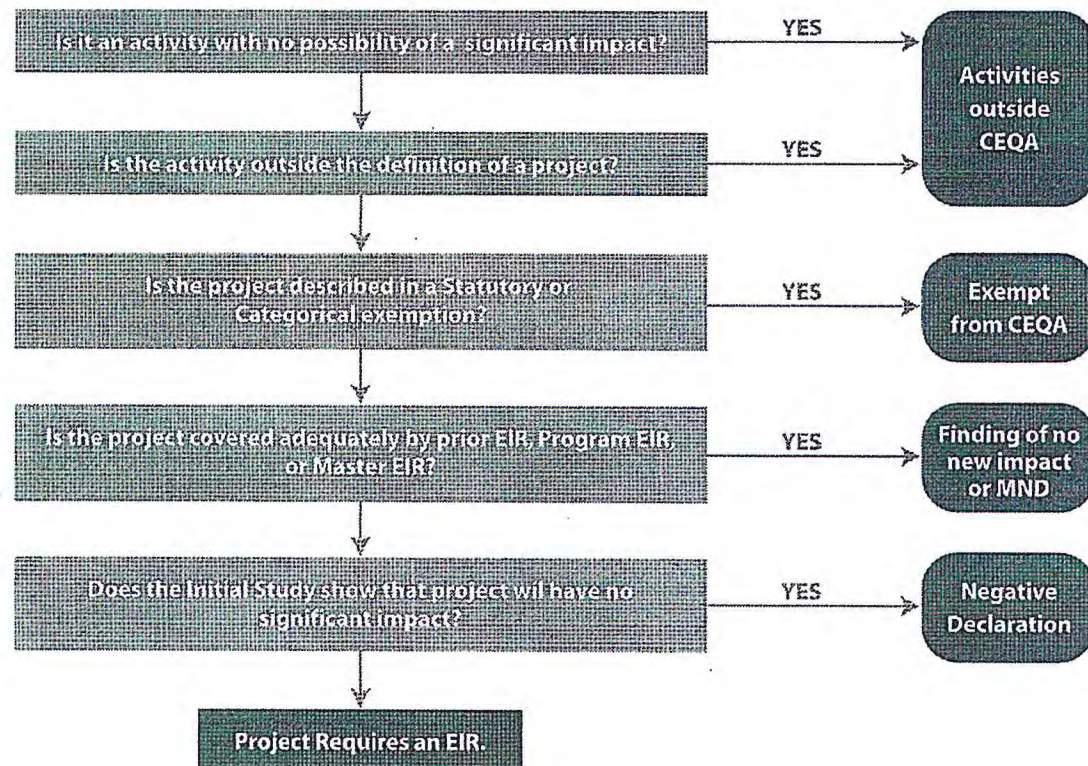 Is it an activity with no possibility of a significant impact?
YES
Activities
outside
CEQA
Is the activity outside the definition of a project?
YES
Is the project described in a Statutory or
Categorical exemption?
YES
Exempt
from CEQA
Is the project covered adequately by prior EIR, Program EIR,
or Master EIR?
YES
Finding of no
new impact
or MND
Does the Initial Study show that project wil have no
significant impact?
YES
Negative
Declaration
Project Requires an EIR.